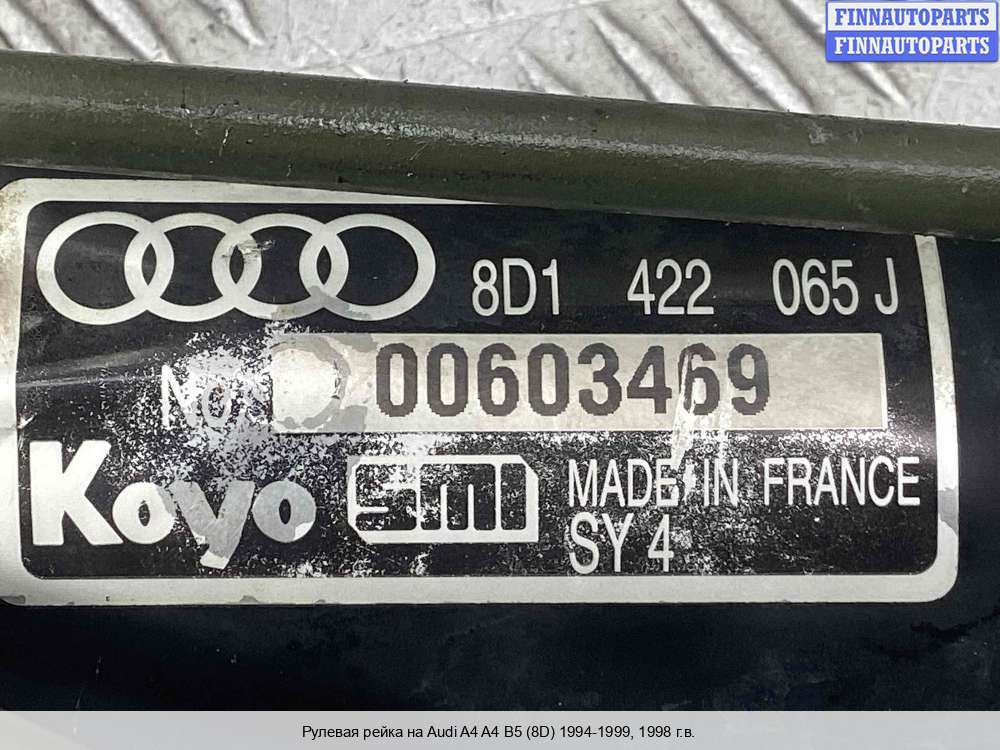 FINNAUTOPARTS
FINNAUTOPARTS
8D1 422 065 J
No 00603469
Koyo smi MADE IN FRANCE
SY 4
Рулевая рейка на Audi A4 A4 B5 (8D) 1994-1999, 1998 г.в.